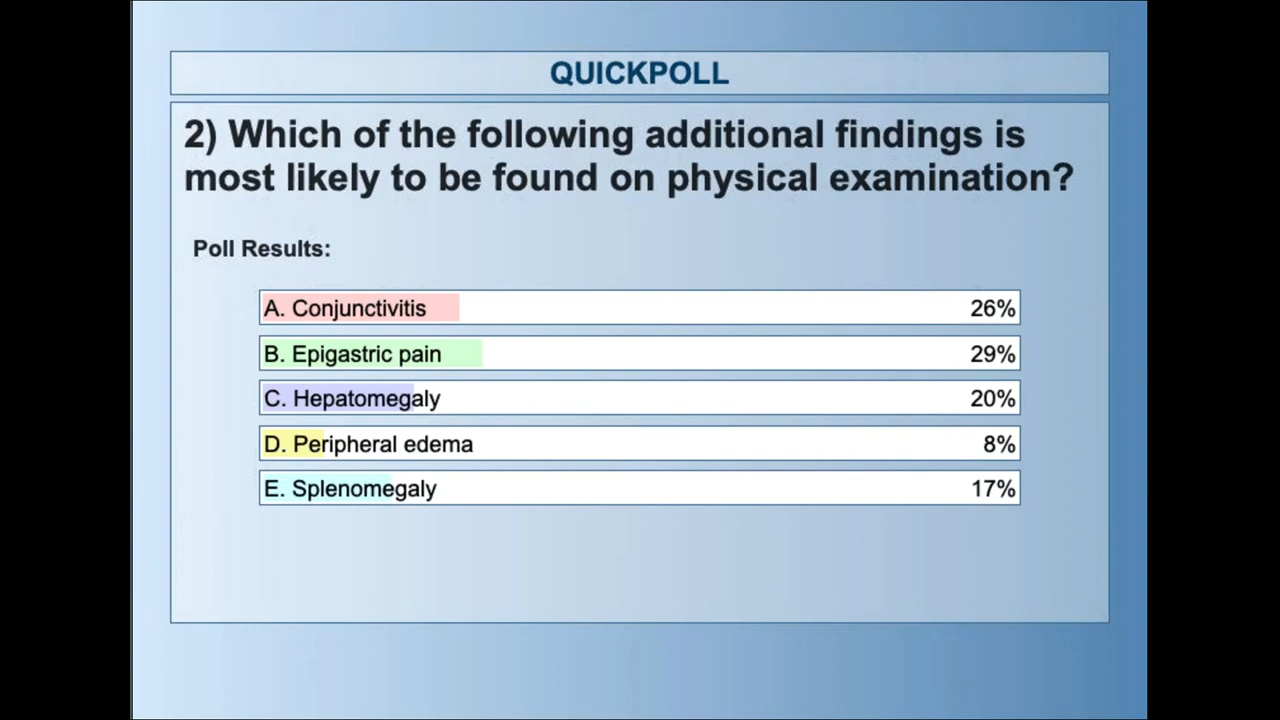 QUICKPOLL
2) Which of the following additional findings is
most likely to be found on physical examination?
Poll Results:
A. Conjunctivitis 26%
B. Epigastric pain 29%
C. Hepatomegaly 20%
D. Peripheral edema 8%
E. Splenomegaly 17%